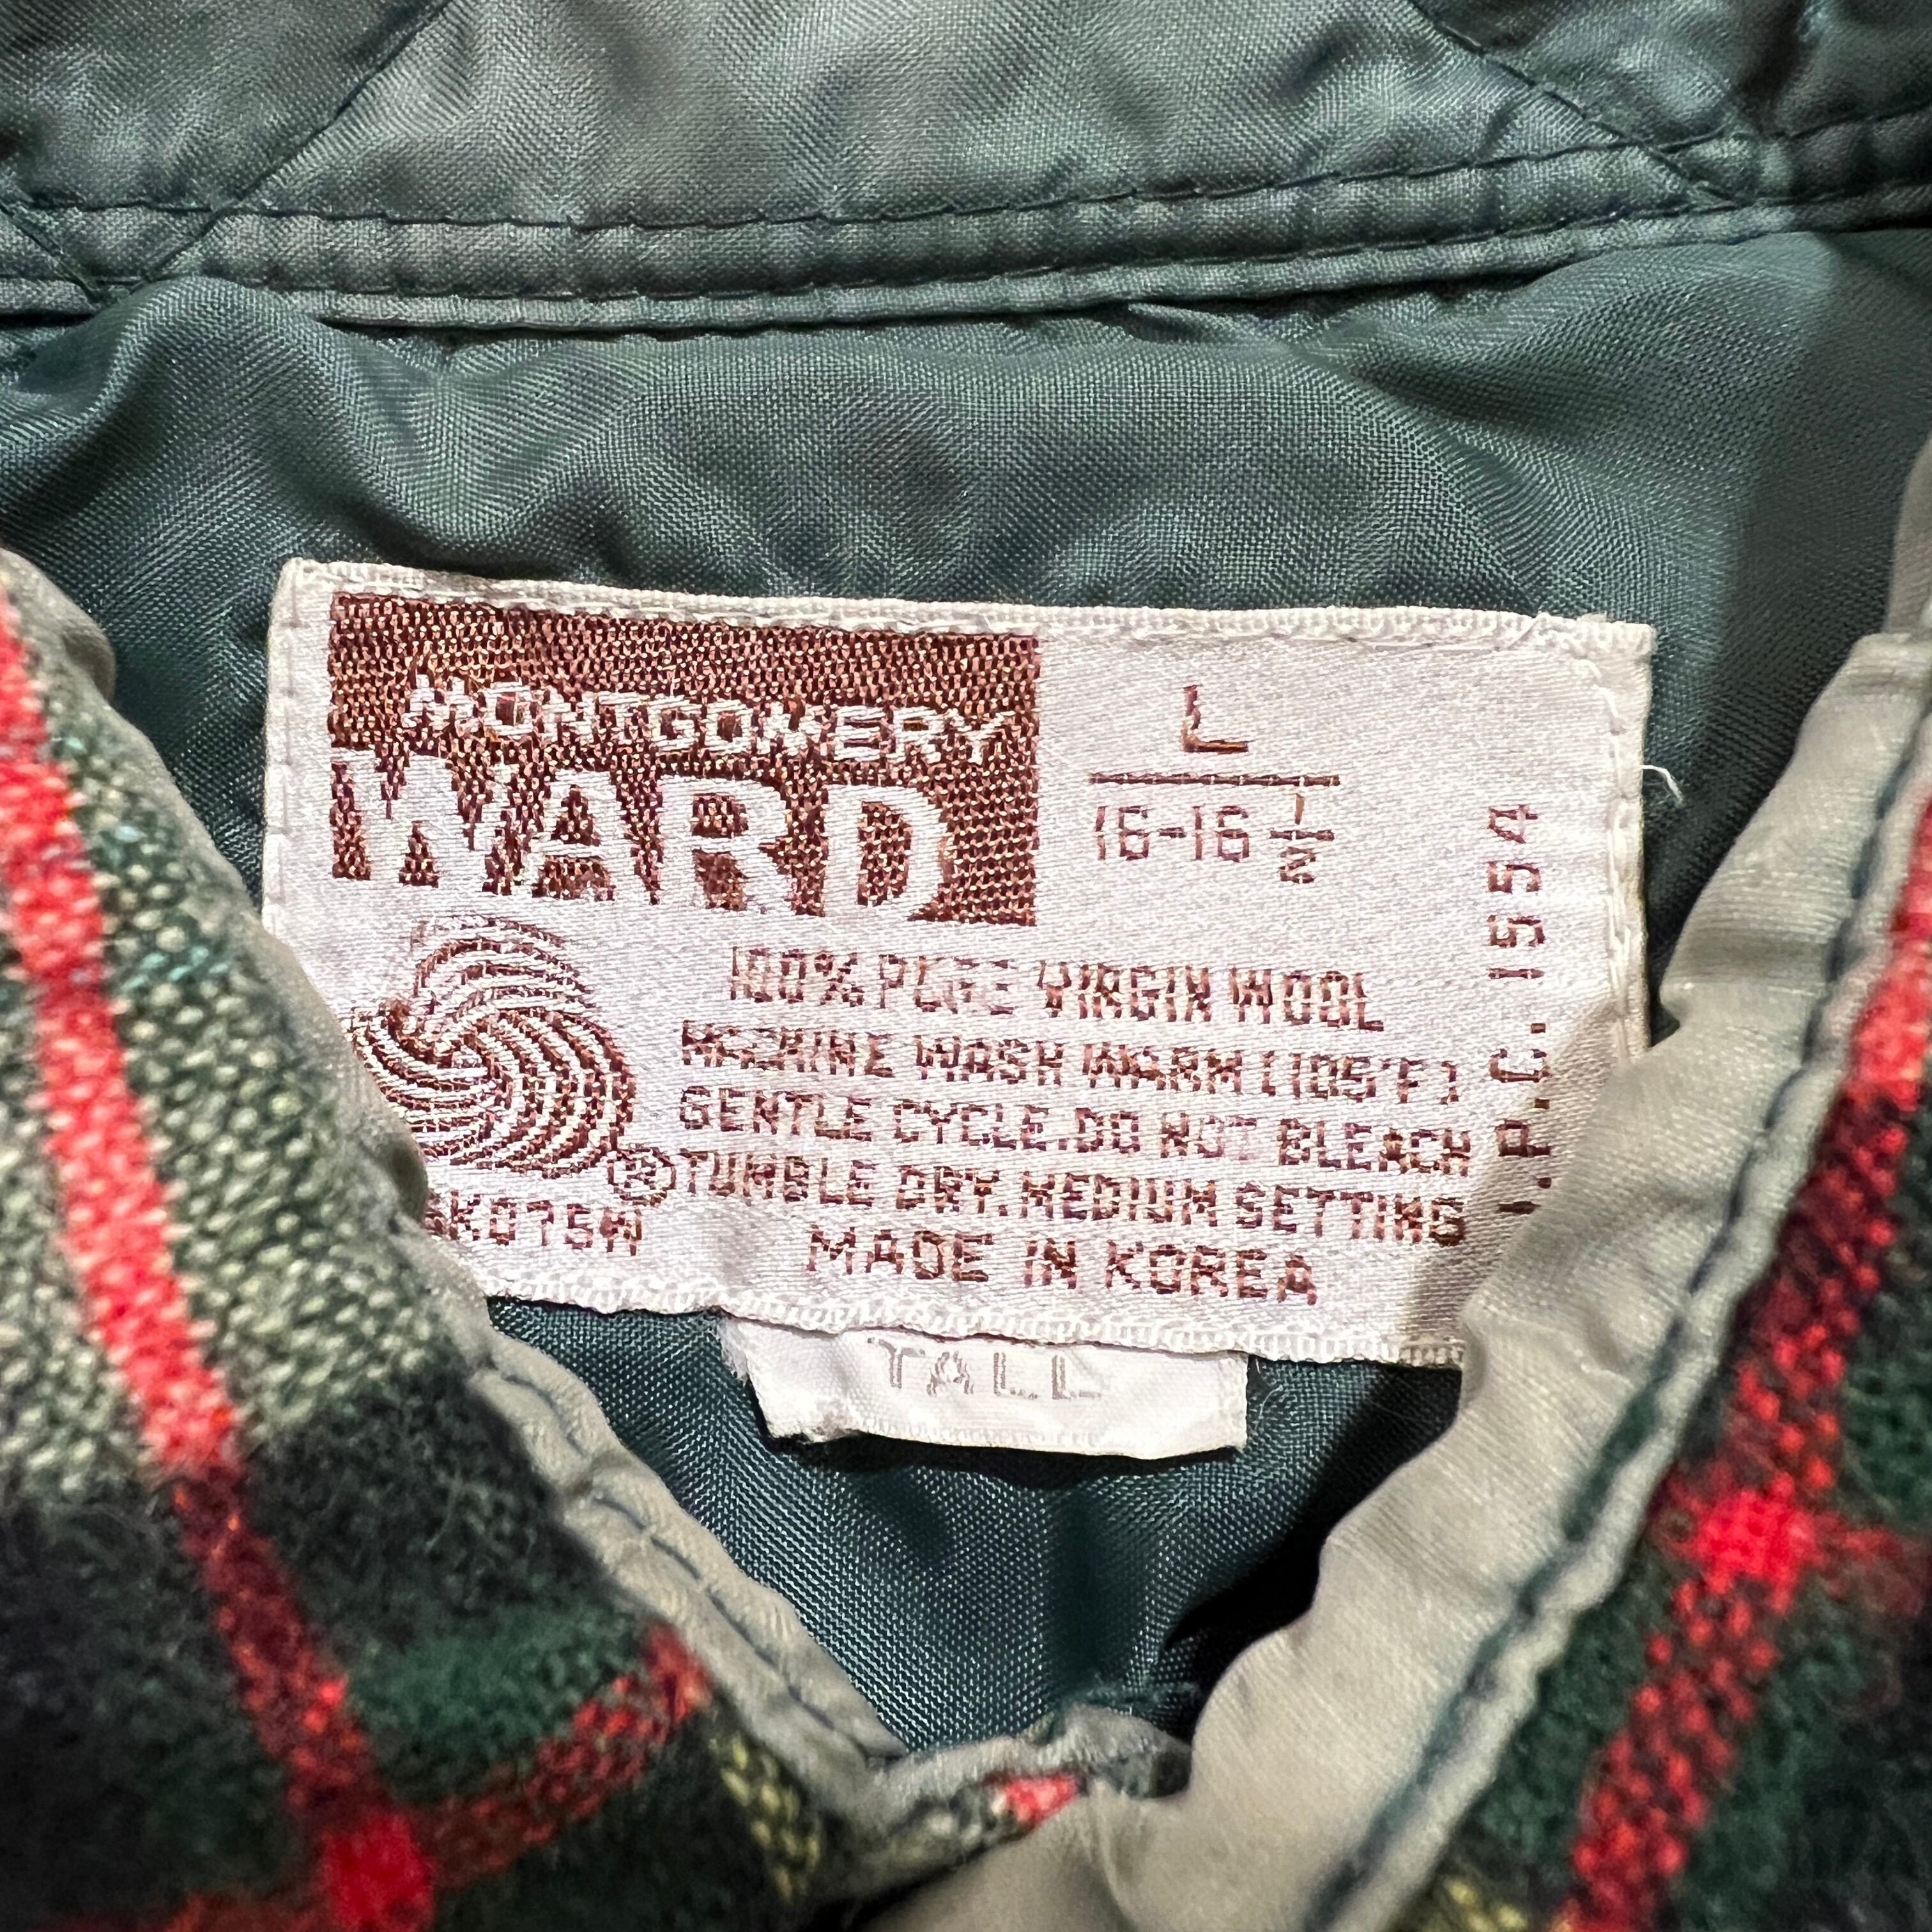 MONTGOMERY
WARD
L
16-16 1/2
100% PURE VIRGIN WOOL
MACHINE WASH WARM (105°F)
GENTLE CYCLE. DO NOT BLEACH
® TUMBLE DRY. MEDIUM SETTING
K075W
MADE IN KOREA
P.C. 1554
TALL